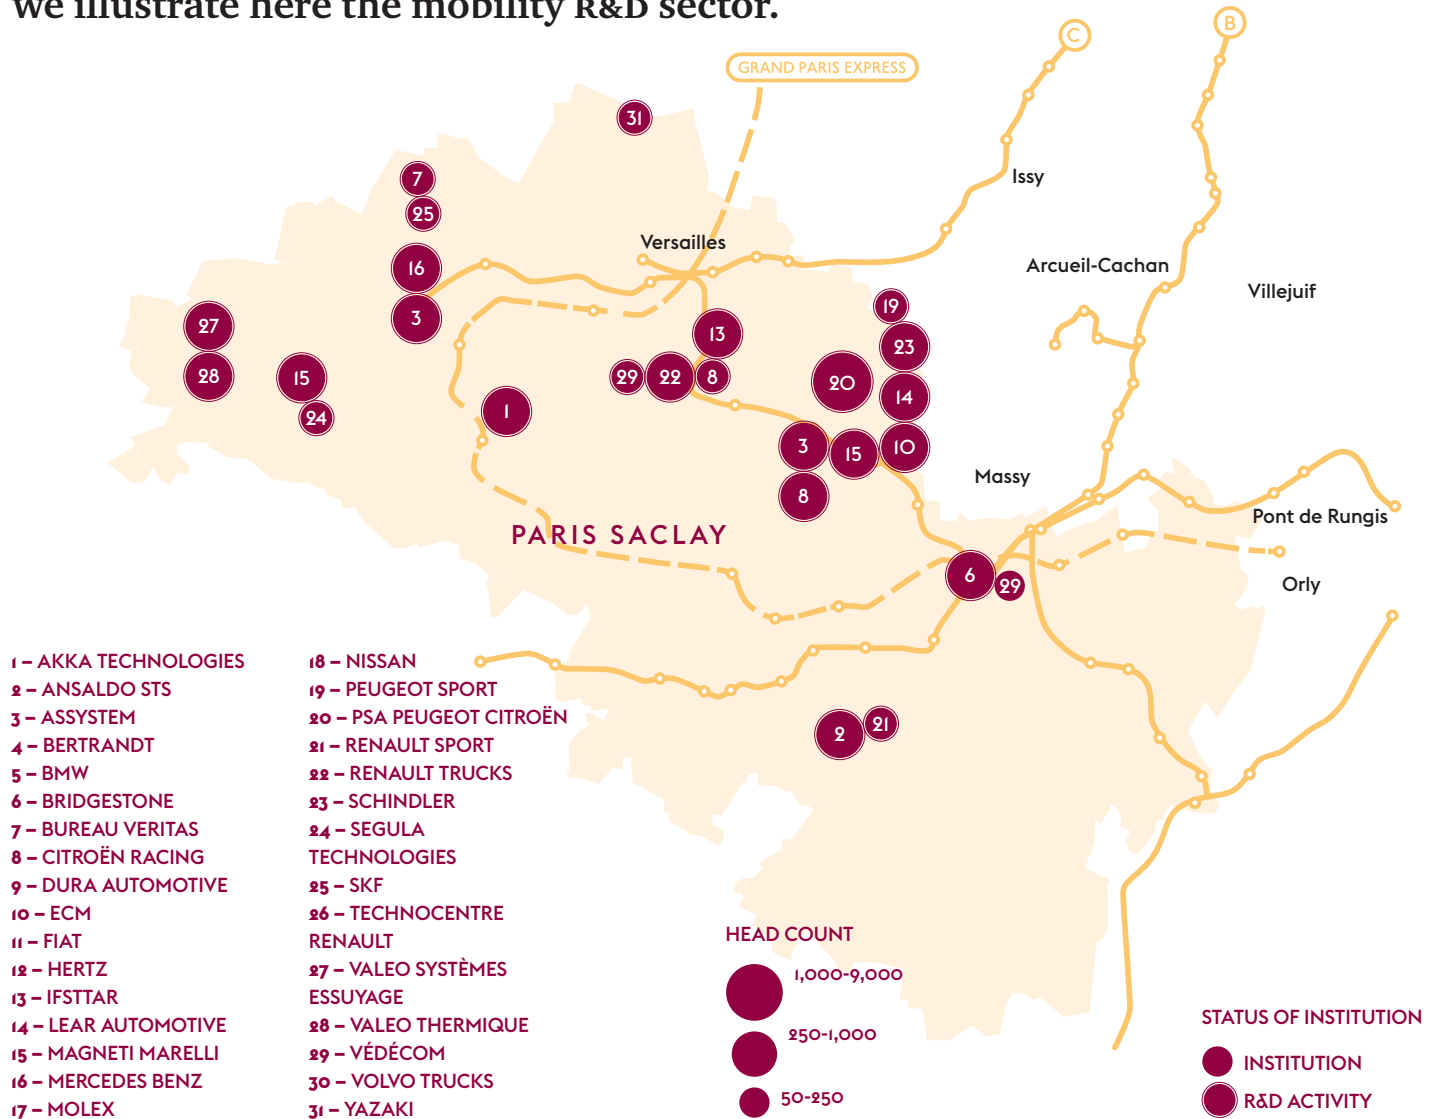 we illustrate here the mobility R&D sector.
C
B
GRAND PARIS EXPRESS
31
7
25
16
3
27
28
15
24
1
Versailles
Issy
Arcueil-Cachan
Villejuif
13
29
22
8
19
23
20
14
3
15
10
8
Massy
Pont de Rungis
Orly
PARIS SACLAY
6
29
2
21
1 – AKKA TECHNOLOGIES
2 – ANSALDO STS
3 – ASSYSTEM
4 – BERTRANDT
5 – BMW
6 – BRIDGESTONE
7 – BUREAU VERITAS
8 – CITROËN RACING
9 – DURA AUTOMOTIVE
10 – ECM
11 – FIAT
12 – HERTZ
13 – IFSTTAR
14 – LEAR AUTOMOTIVE
15 – MAGNETI MARELLI
16 – MERCEDES BENZ
17 – MOLEX
18 – NISSAN
19 – PEUGEOT SPORT
20 – PSA PEUGEOT CITROËN
21 – RENAULT SPORT
22 – RENAULT TRUCKS
23 – SCHINDLER
24 – SEGULA
TECHNOLOGIES
25 – SKF
26 – TECHNOCENTRE
RENAULT
27 – VALEO SYSTÈMES
ESSUYAGE
28 – VALEO THERMIQUE
29 – VÉDÉCOM
30 – VOLVO TRUCKS
31 – YAZAKI
HEAD COUNT
1,000-9,000
250-1,000
50-250
STATUS OF INSTITUTION
INSTITUTION
R&D ACTIVITY